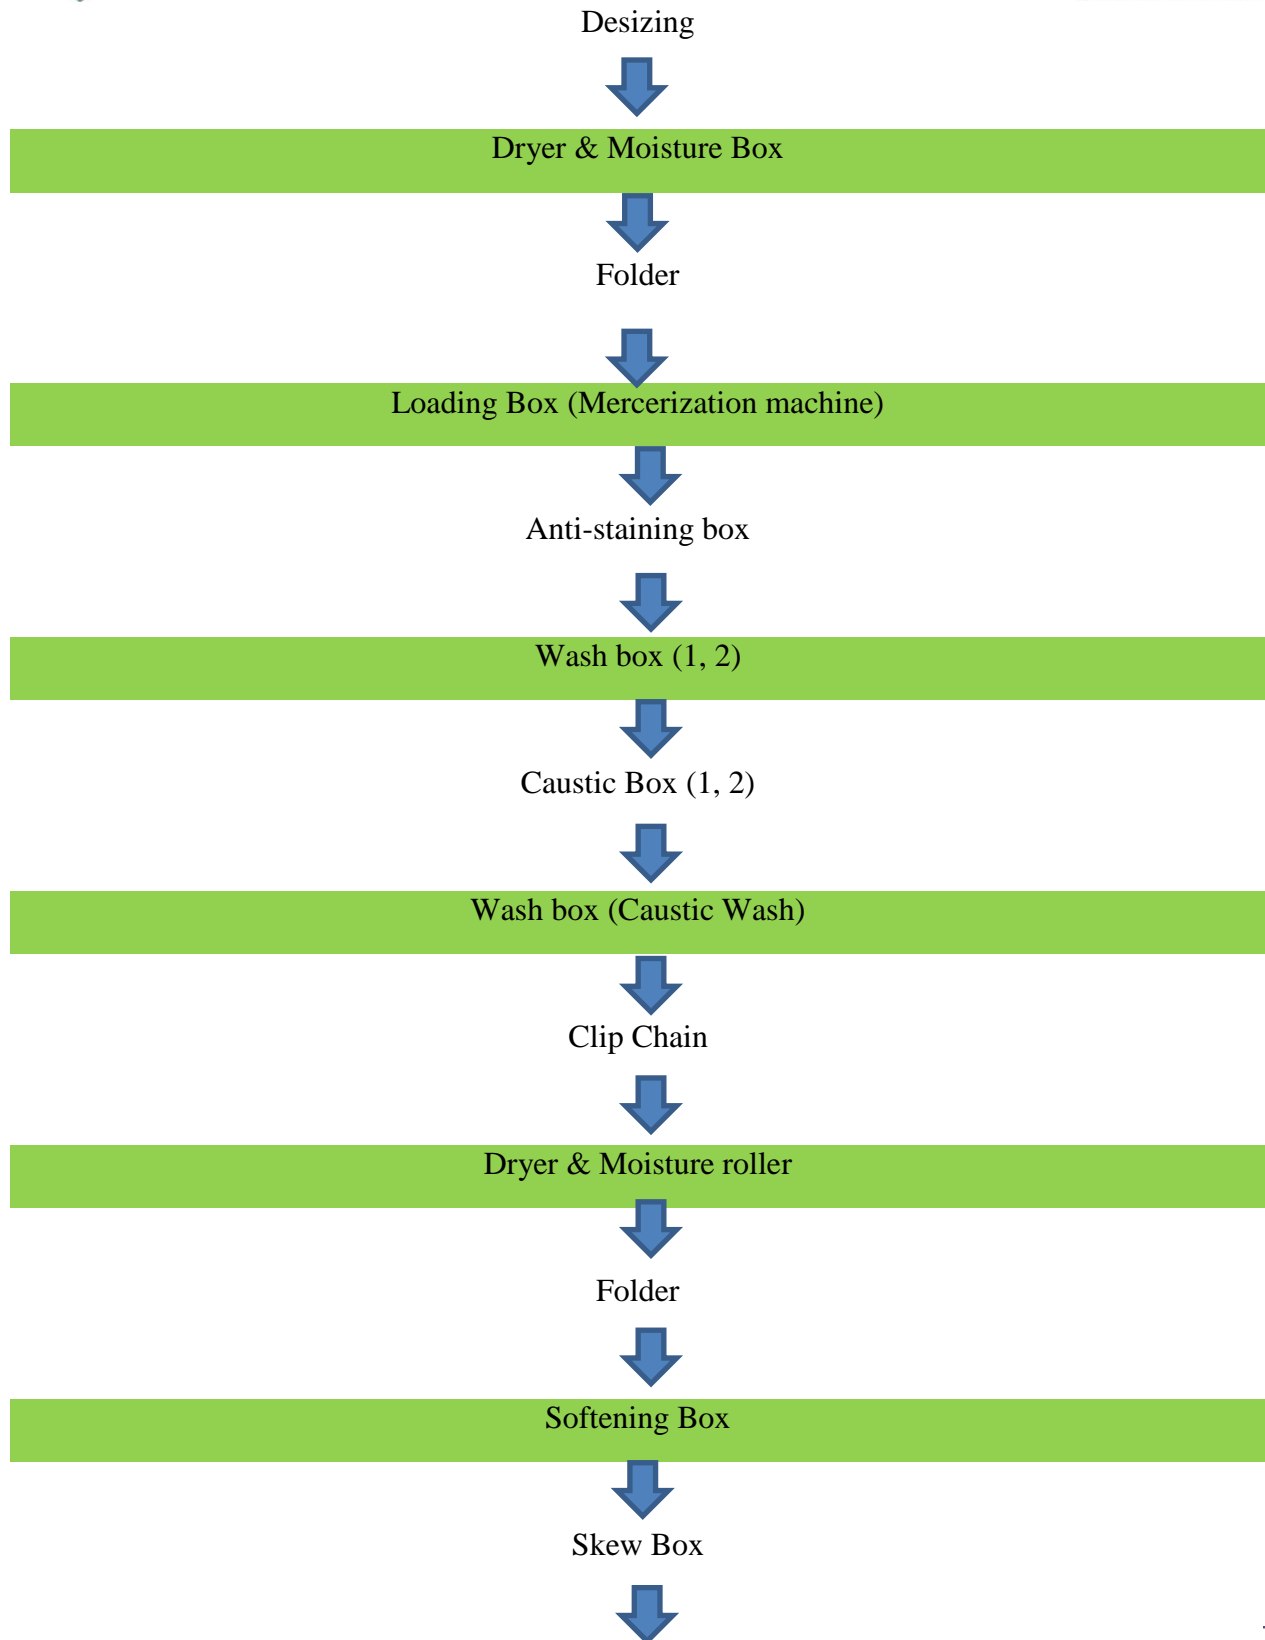 Desizing
Dryer & Moisture Box
Folder
Loading Box (Mercerization machine)
Anti-staining box
Wash box (1, 2)
Caustic Box (1, 2)
Wash box (Caustic Wash)
Clip Chain
Dryer & Moisture roller
Folder
Softening Box
Skew Box